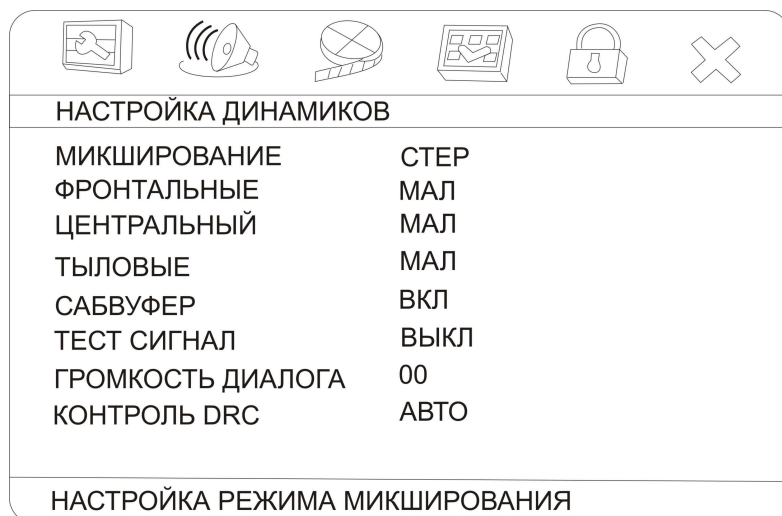 НАСТРОЙКА ДИНАМИКОВ
МИКШИРОВАНИЕ СТЕР
ФРОНТАЛЬНЫЕ МАЛ
ЦЕНТРАЛЬНЫЙ МАЛ
ТЫЛОВЫЕ МАЛ
САБВУФЕР ВКЛ
ТЕСТ СИГНАЛ ВЫКЛ
ГРОМКОСТЬ ДИАЛОГА 00
КОНТРОЛЬ DRC АВТО
НАСТРОЙКА РЕЖИМА МИКШИРОВАНИЯ